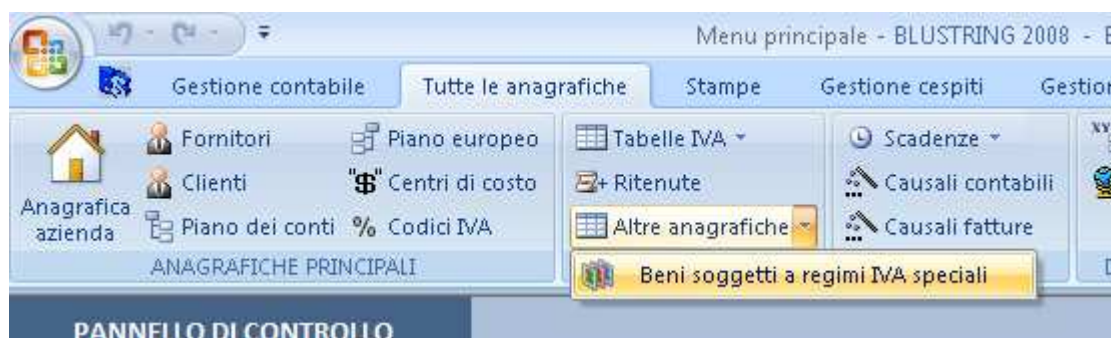 Menu principale - BLUSTRING 2008 -
Gestione contabile Tutte le anagrafiche Stampe Gestione cespiti
Anagrafica azienda
Fornitori Piano europeo Tabelle IVA Scadenze
Clienti "$" Centri di costo Ritenute Causali contabili
Piano dei conti % Codici IVA Altre anagrafiche Causali fatture
ANAGRAFICHE PRINCIPALI
Beni soggetti a regimi IVA speciali
PANNELLO DI CONTROLLO